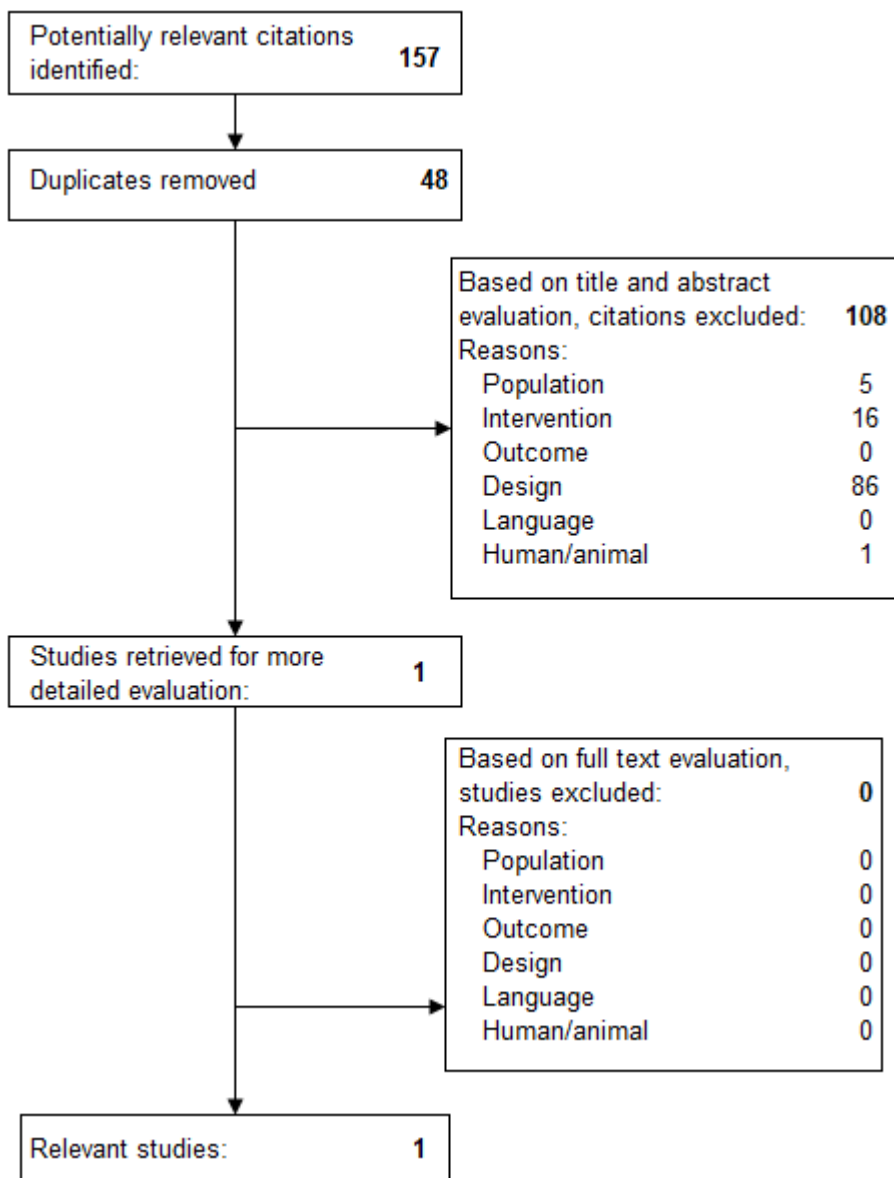 Potentially relevant citations
identified: 157
Duplicates removed 48
Based on title and abstract
evaluation, citations excluded: 108
Reasons:
Population 5
Intervention 16
Outcome 0
Design 86
Language 0
Human/animal 1
Studies retrieved for more
detailed evaluation: 1
Based on full text evaluation,
studies excluded: 0
Reasons:
Population 0
Intervention 0
Outcome 0
Design 0
Language 0
Human/animal 0
Relevant studies: 1